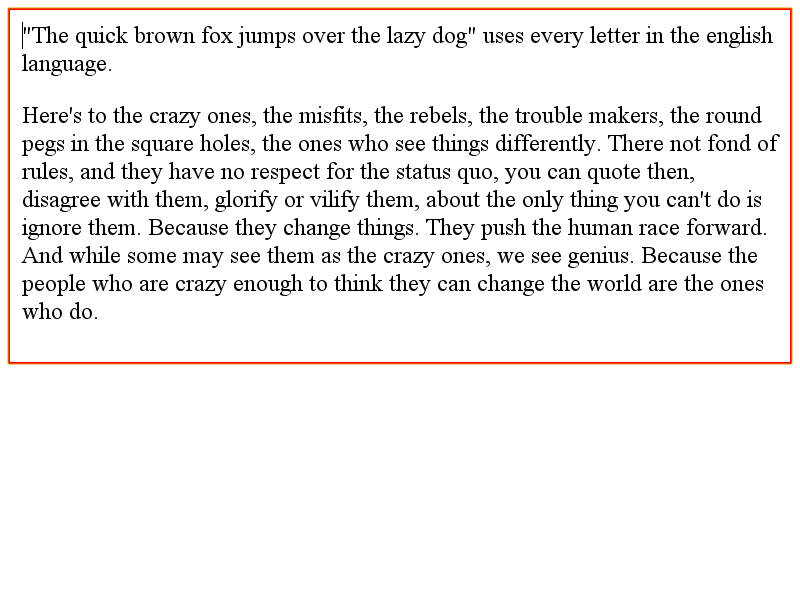 "The quick brown fox jumps over the lazy dog" uses every letter in the english
language.
Here's to the crazy ones, the misfits, the rebels, the trouble makers, the round
pegs in the square holes, the ones who see things differently. There not fond of
rules, and they have no respect for the status quo, you can quote then,
disagree with them, glorify or vilify them, about the only thing you can't do is
ignore them. Because they change things. They push the human race forward.
And while some may see them as the crazy ones, we see genius. Because the
people who are crazy enough to think they can change the world are the ones
who do.